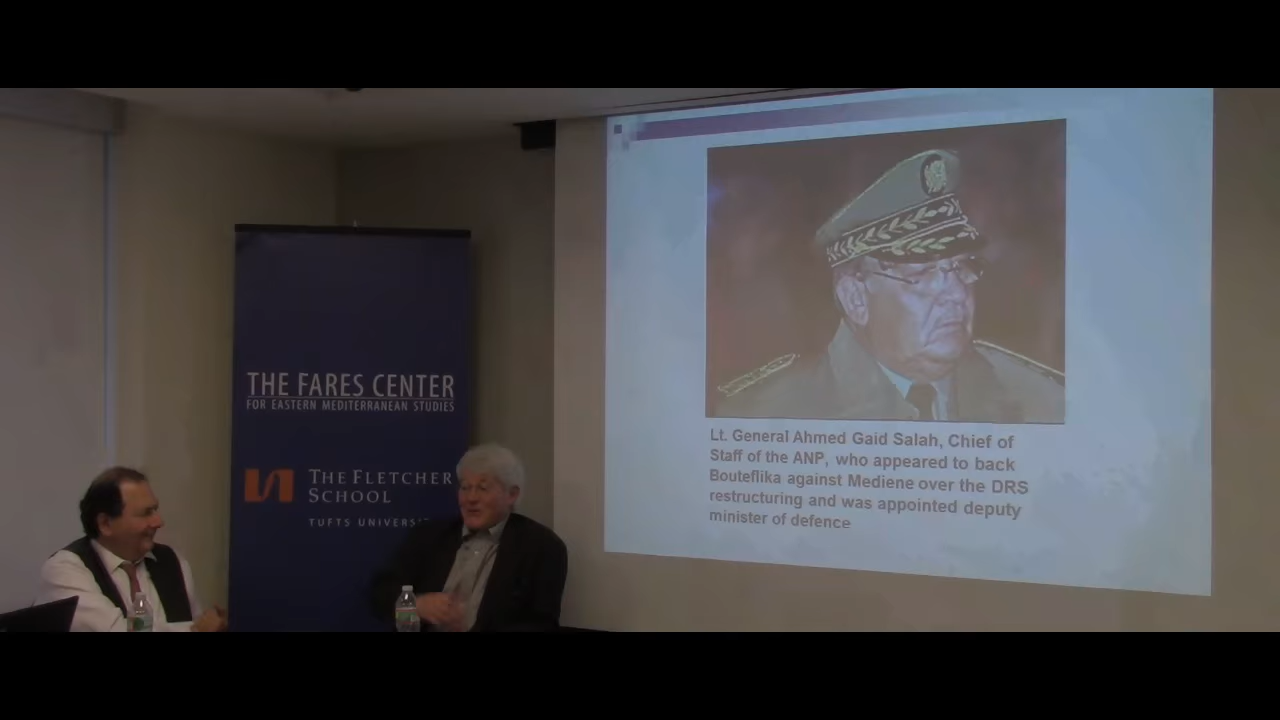 THE FARES CENTER
FOR EASTERN MEDITERRANEAN STUDIES
THE FLETCHER
SCHOOL
TUFTS
Lt. General Ahmed Gaid Salah, Chief of
Staff of the ANP, who appeared to back
Bouteflika against Mediene over the DRS
restructuring and was appointed deputy
minister of defence